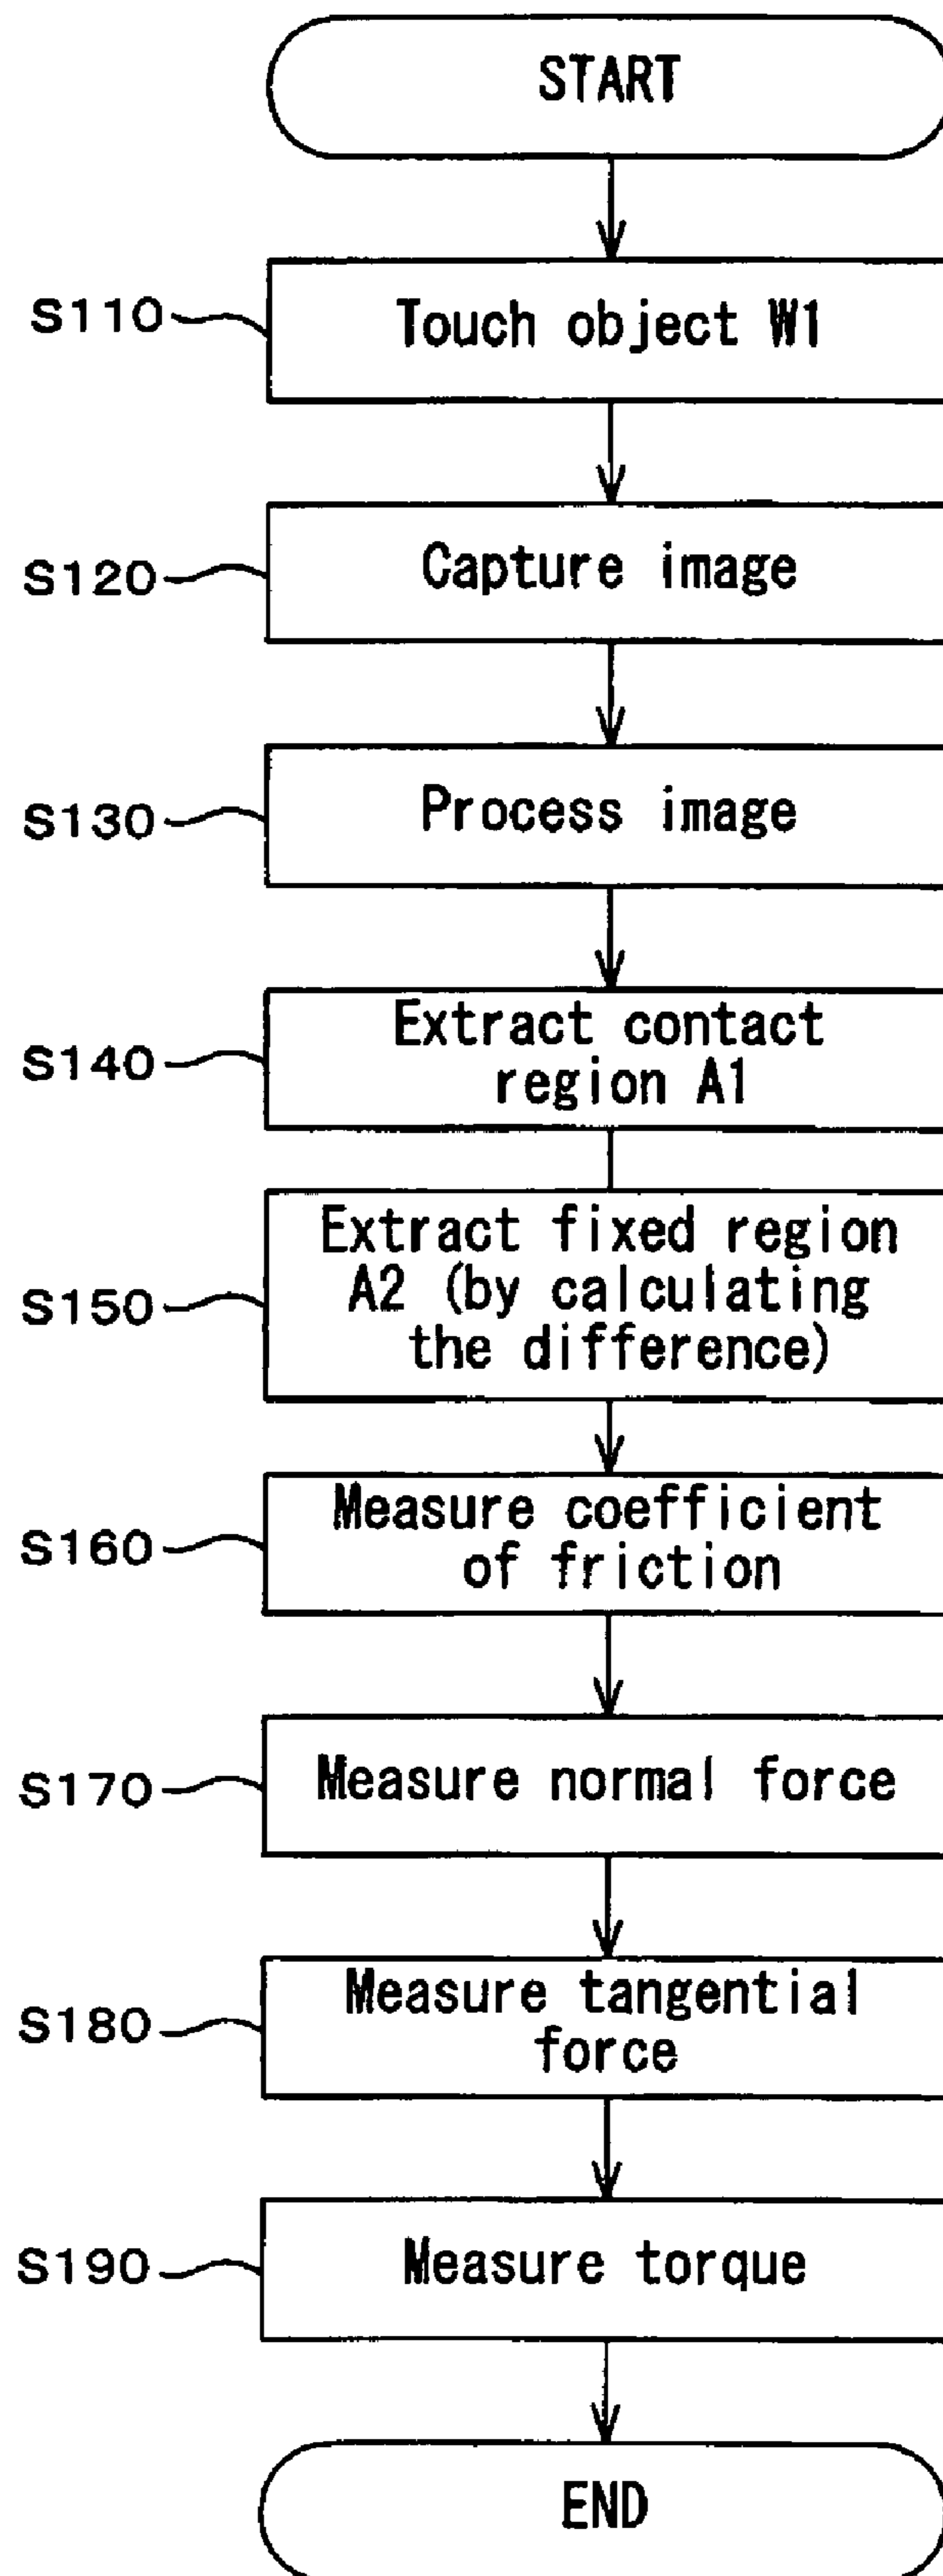 START
S110
Touch object W1
S120
Capture image
S130
Process image
S140
Extract contact
region A1
S150
Extract fixed region
A2 (by calculating
the difference)
S160
Measure coefficient
of friction
S170
Measure normal force
S180
Measure tangential
force
S190
Measure torque
END